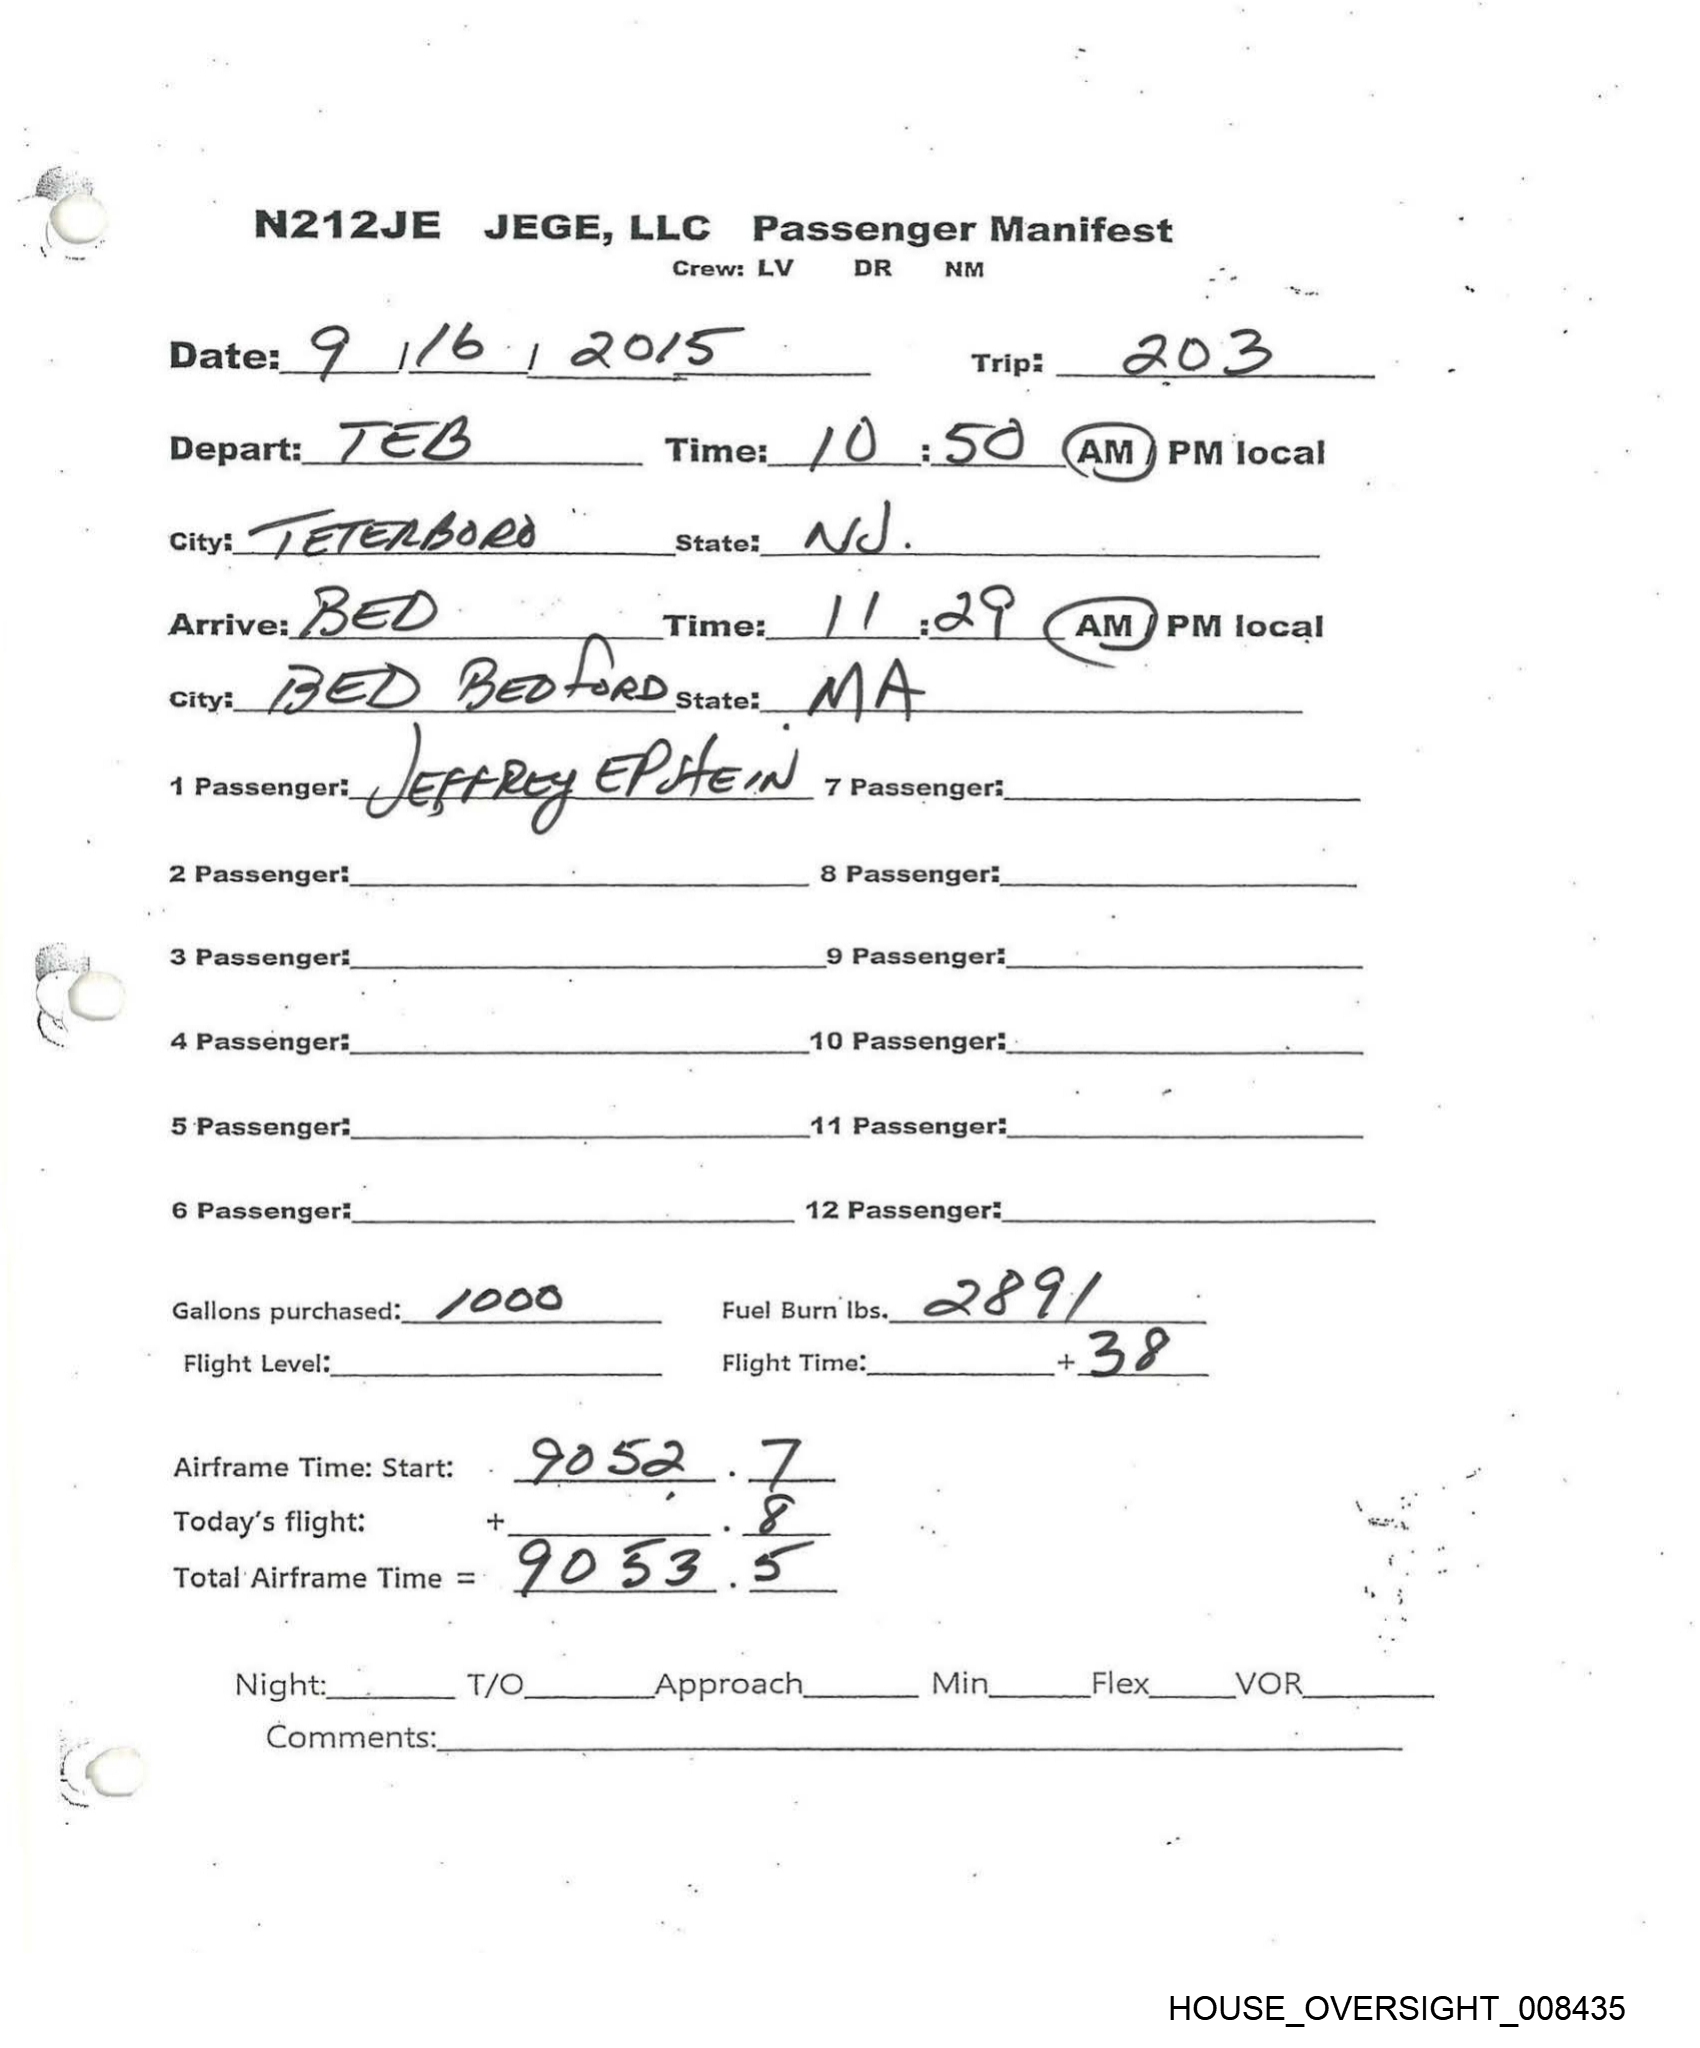 N212JE JEGE, LLC Passenger Manifest
Crew: LV DR NM
Date: 9 / 16 / 2015 Trip: 203
Depart: TEB Time: 10 : 50 AM PM local
City: TETERBORO State: NJ.
Arrive: BED Time: 11 : 29 AM PM local
City: BED BEDFORD State: MA
1 Passenger: JEFFREY EPSTEIN 7 Passenger:
2 Passenger: 8 Passenger:
3 Passenger: 9 Passenger:
4 Passenger: 10 Passenger:
5 Passenger: 11 Passenger:
6 Passenger: 12 Passenger:
Gallons purchased: 1000 Fuel Burn lbs. 2891
Flight Level: Flight Time: + 38
Airframe Time: Start: 9052 . 7
Today's flight: + . 8
Total Airframe Time = 9053 . 5
Night: T/O Approach Min Flex VOR
Comments:
HOUSE_OVERSIGHT_008435